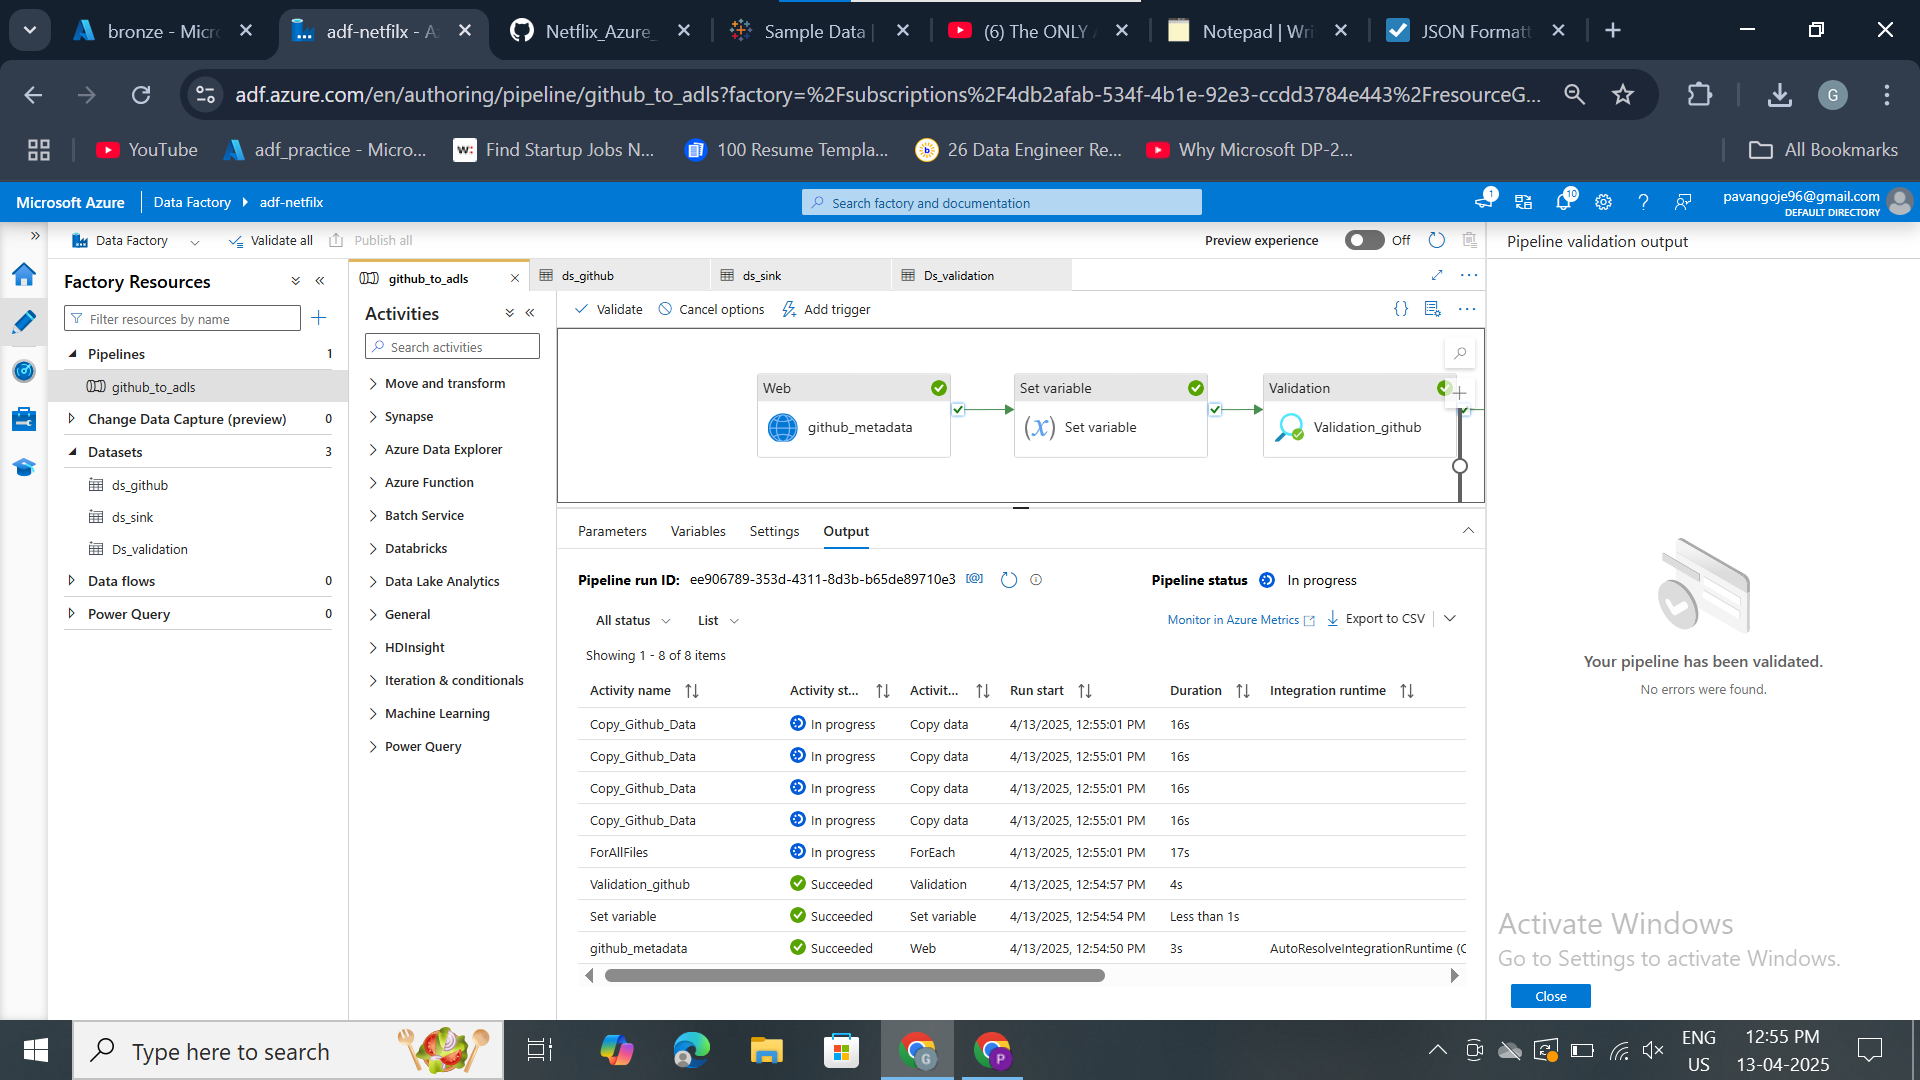 bronze - Micr
adf-netfilx - A
Netflix_Azure_
Sample Data |
(6) The ONLY A
Notepad | Wri
JSON Formatt
adf.azure.com/en/authoring/pipeline/github_to_adls?factory=%2Fsubscriptions%2F4db2afab-534f-4b1e-92e3-ccdd3784e443%2FresourceG...
G
YouTube
adf_practice - Micro...
w:
Find Startup Jobs N...
100 Resume Templa...
b
26 Data Engineer Re...
Why Microsoft DP-2...
All Bookmarks
Microsoft Azure
Data Factory
adf-netfilx
Search factory and documentation
1
10
pavangoje96@gmail.com
DEFAULT DIRECTORY
Data Factory
Validate all
Publish all
Preview experience
Off
Pipeline validation output
Factory Resources
Filter resources by name
Pipelines 1
github_to_adls
Change Data Capture (preview) 0
Datasets 3
ds_github
ds_sink
Ds_validation
Data flows 0
Power Query 0
github_to_adls
ds_github
ds_sink
Ds_validation
Activities
Search activities
Move and transform
Synapse
Azure Data Explorer
Azure Function
Batch Service
Databricks
Data Lake Analytics
General
HDInsight
Iteration & conditionals
Machine Learning
Power Query
Validate
Cancel options
Add trigger
{}
Web
github_metadata
Set variable
(x) Set variable
Validation
Validation_github
Parameters
Variables
Settings
Output
Pipeline run ID: ee906789-353d-4311-8d3b-b65de89710e3
Pipeline status In progress
All status
List
Monitor in Azure Metrics
Export to CSV
Showing 1 - 8 of 8 items
Activity name Activity st... Activit... Run start Duration Integration runtime
Copy_Github_Data In progress Copy data 4/13/2025, 12:55:01 PM 16s
Copy_Github_Data In progress Copy data 4/13/2025, 12:55:01 PM 16s
Copy_Github_Data In progress Copy data 4/13/2025, 12:55:01 PM 16s
Copy_Github_Data In progress Copy data 4/13/2025, 12:55:01 PM 16s
ForAllFiles In progress ForEach 4/13/2025, 12:55:01 PM 17s
Validation_github Succeeded Validation 4/13/2025, 12:54:57 PM 4s
Set variable Succeeded Set variable 4/13/2025, 12:54:54 PM Less than 1s
github_metadata Succeeded Web 4/13/2025, 12:54:50 PM 3s AutoResolveIntegrationRuntime (C
Your pipeline has been validated.
No errors were found.
Activate Windows
Go to Settings to activate Windows.
Close
Type here to search
G
P
ENG
US
12:55 PM
13-04-2025